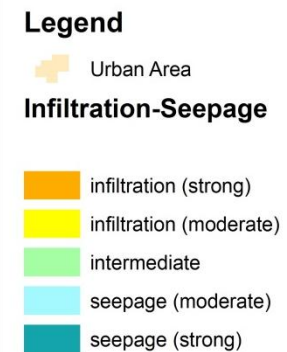 Legend
Urban Area
Infiltration-Seepage
infiltration (strong)
infiltration (moderate)
intermediate
seepage (moderate)
seepage (strong)